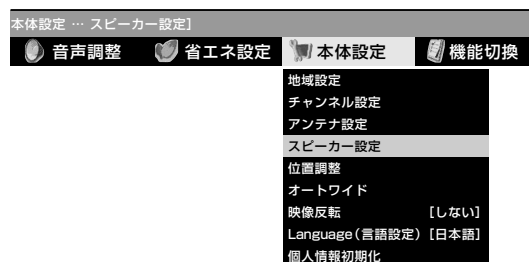 本体設定 … スピーカー設定]
音声調整 省エネ設定 本体設定 機能切換
地域設定
チャンネル設定
アンテナ設定
スピーカー設定
位置調整
オートワイド
映像反転 [しない]
Language(言語設定) [日本語]
個人情報初期化